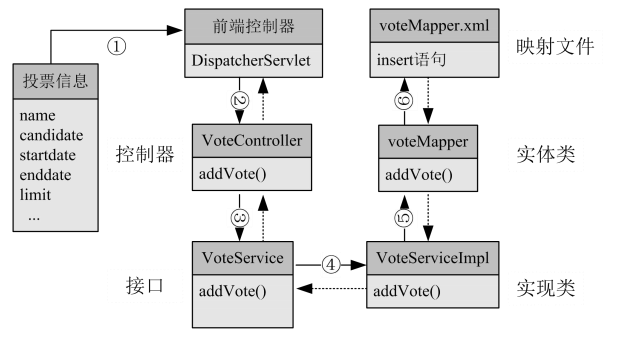 ①
前端控制器
DispatcherServlet
voteMapper.xml
insert语句
映射文件
投票信息
name
candidate
startdate
enddate
limit
...
②
⑥
控制器
VoteController
addVote()
voteMapper
addVote()
实体类
③
⑤
接口
VoteService
addVote()
④
VoteServiceImpl
addVote()
实现类